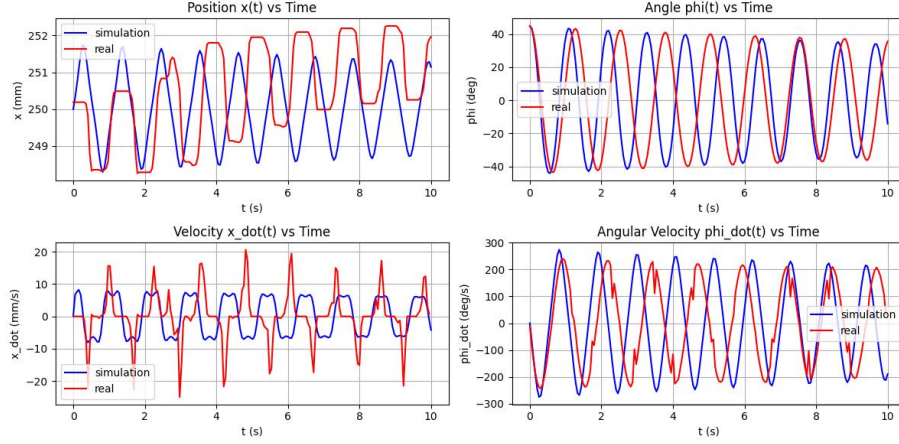 Position x(t) vs Time
simulation
real
x (mm)
252
251
250
249
0
2
4
6
8
10
t (s)
Angle phi(t) vs Time
simulation
real
phi (deg)
40
20
0
-20
-40
0
2
4
6
8
10
t (s)
Velocity x_dot(t) vs Time
simulation
real
x_dot (mm/s)
20
10
0
-10
-20
0
2
4
6
8
10
t (s)
Angular Velocity phi_dot(t) vs Time
simulation
real
phi_dot (deg/s)
300
200
100
0
-100
-200
-300
0
2
4
6
8
10
t (s)